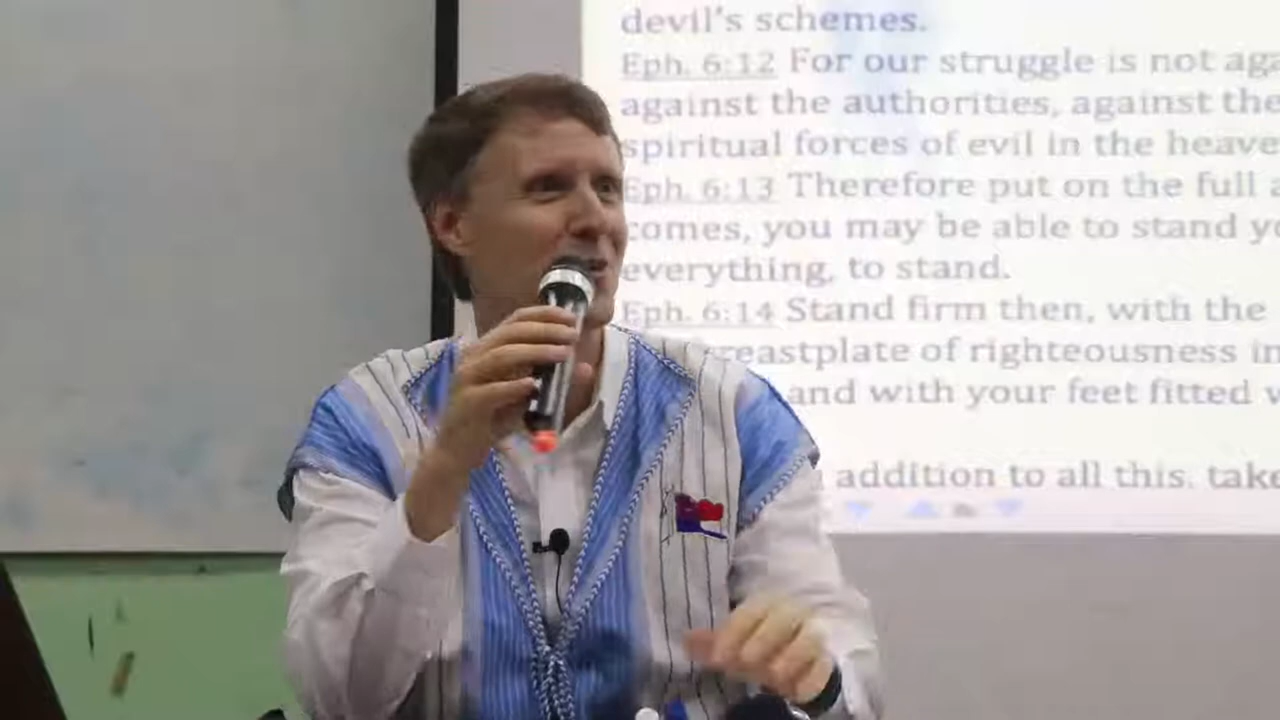 devil's schemes.
Eph. 6:12 For our struggle is not aga
against the authorities, against the
spiritual forces of evil in the heave
Eph. 6:13 Therefore put on the full a
comes, you may be able to stand yo
everything, to stand.
Eph. 6:14 Stand firm then, with the
reastplate of righteousness in
and with your feet fitted w
addition to all this, take